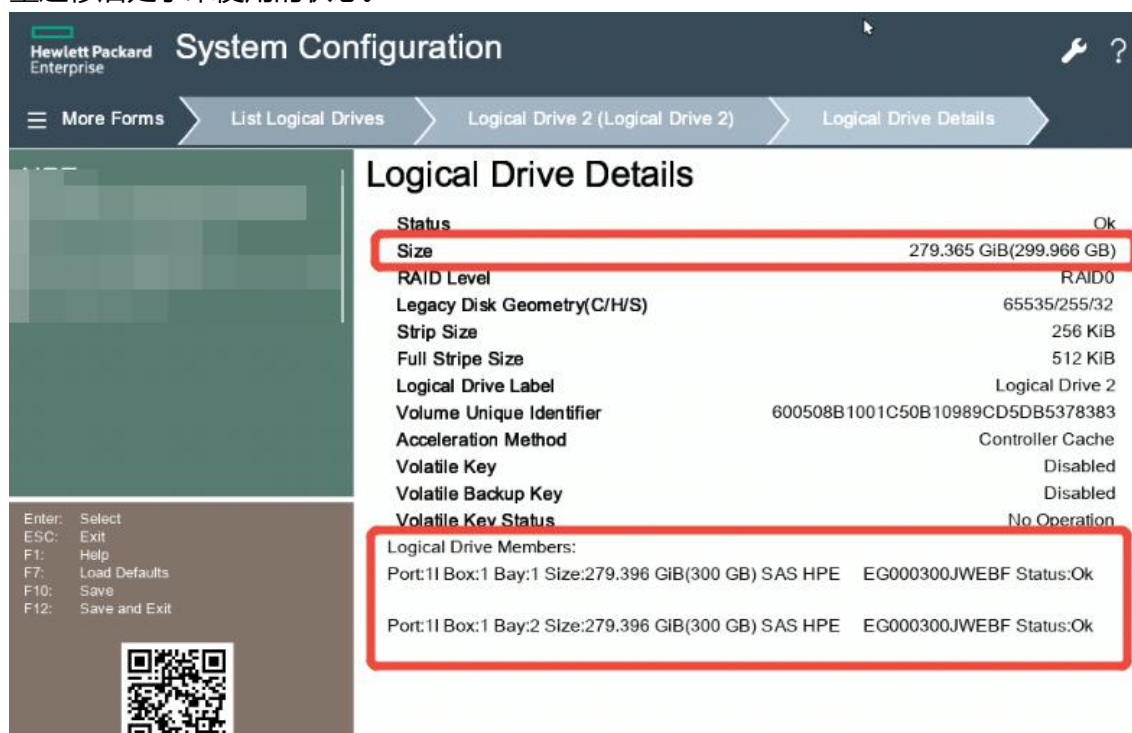 Hewlett Packard
Enterprise
System Configuration
?
More Forms
List Logical Drives
Logical Drive 2 (Logical Drive 2)
Logical Drive Details
Logical Drive Details
Status Ok
Size 279.365 GiB(299.966 GB)
RAID Level RAID0
Legacy Disk Geometry(C/H/S) 65535/255/32
Strip Size 256 KiB
Full Stripe Size 512 KiB
Logical Drive Label Logical Drive 2
Volume Unique Identifier 600508B1001C50B10989CD5DB5378383
Acceleration Method Controller Cache
Volatile Key Disabled
Volatile Backup Key Disabled
Volatile Key Status No Operation
Logical Drive Members:
Port:1I Box:1 Bay:1 Size:279.396 GiB(300 GB) SAS HPE EG000300JWEBF Status:Ok
Port:1I Box:1 Bay:2 Size:279.396 GiB(300 GB) SAS HPE EG000300JWEBF Status:Ok
Enter: Select
ESC: Exit
F1: Help
F7: Load Defaults
F10: Save
F12: Save and Exit